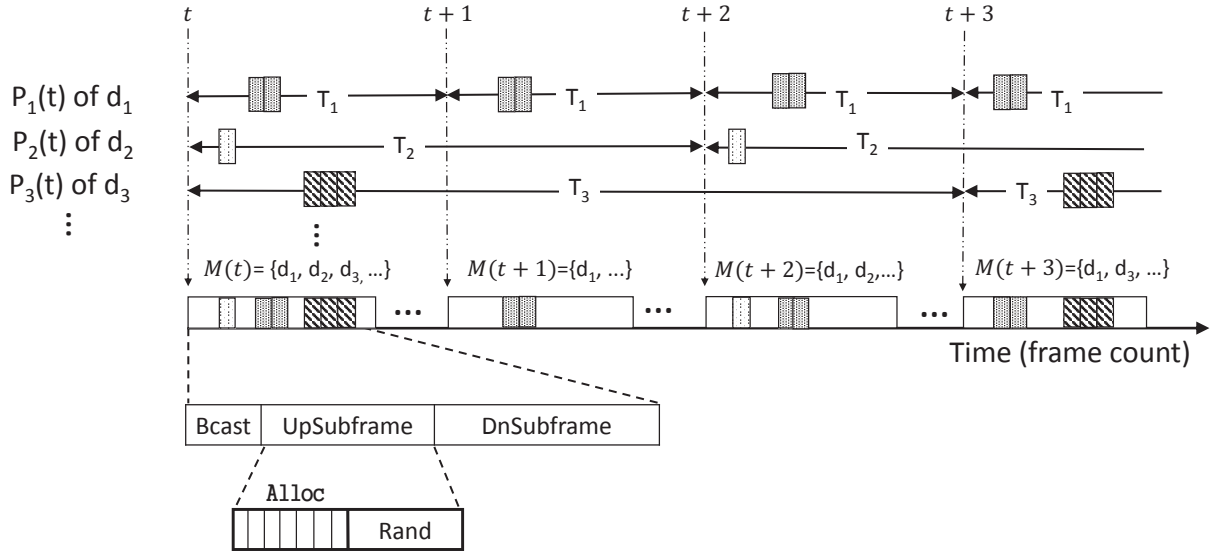 t t + 1 t + 2 t + 3
P₁(t) of d₁ T₁ T₁ T₁ T₁
P₂(t) of d₂ T₂ T₂
P₃(t) of d₃ T₃ T₃
⋮ ⋮
M(t)= {d₁, d₂, d₃, ...} M(t + 1)={d₁, ...} M(t + 2)={d₁, d₂,...} M(t + 3)={d₁, d₃, ...}
... ... ...
Time (frame count)
Bcast UpSubframe DnSubframe
Alloc
Rand